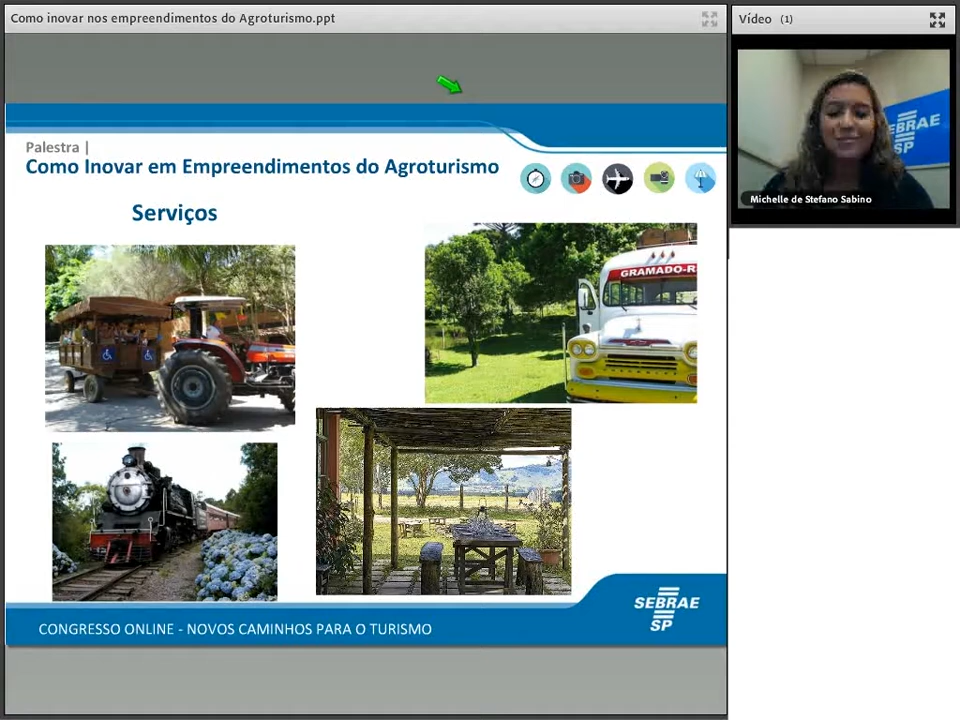 Como inovar nos empreendimentos do Agroturismo.ppt
Vídeo (1)
SEBRAE
SP
Michelle de Stefano Sabino
Palestra |
Como Inovar em Empreendimentos do Agroturismo
Serviços
GRAMADO-R
SEBRAE
SP
CONGRESSO ONLINE - NOVOS CAMINHOS PARA O TURISMO